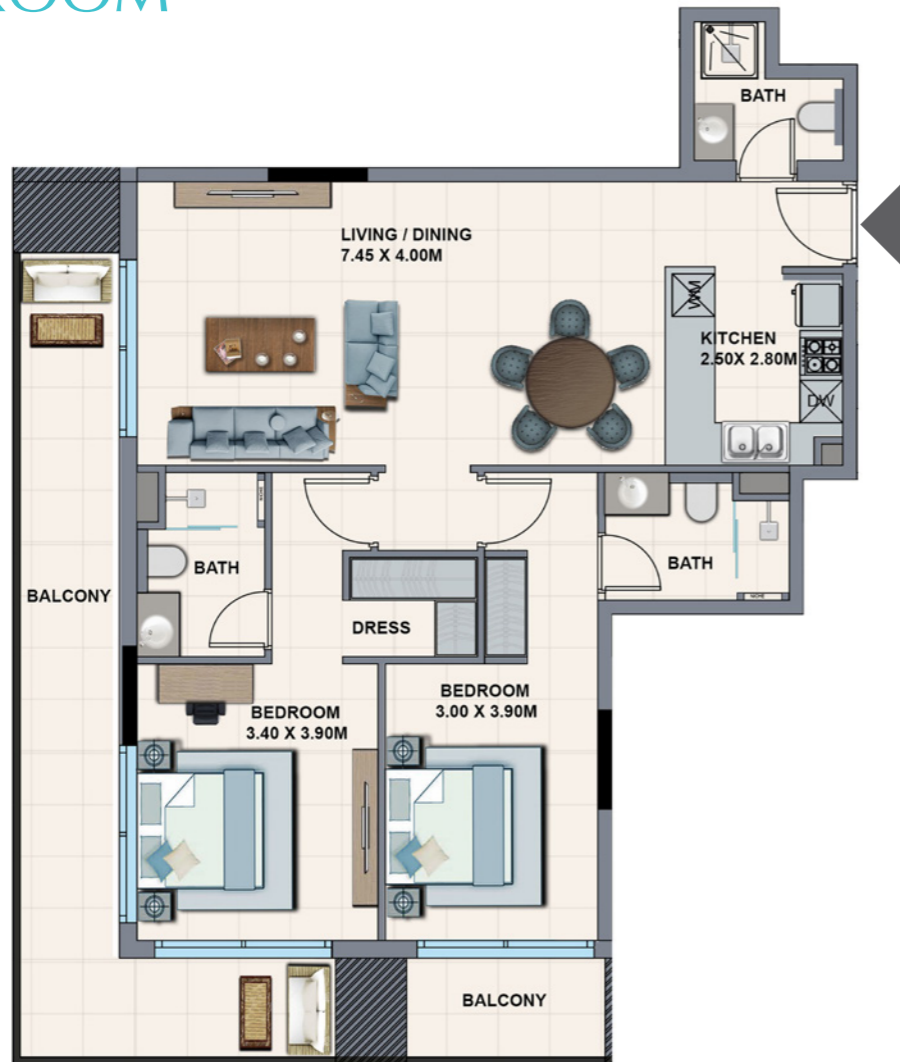 BATH
LIVING / DINING
7.45 X 4.00M
WM
KITCHEN
2.50X 2.80M
DW
BATH
BATH
BALCONY
DRESS
BEDROOM
3.40 X 3.90M
BEDROOM
3.00 X 3.90M
BALCONY